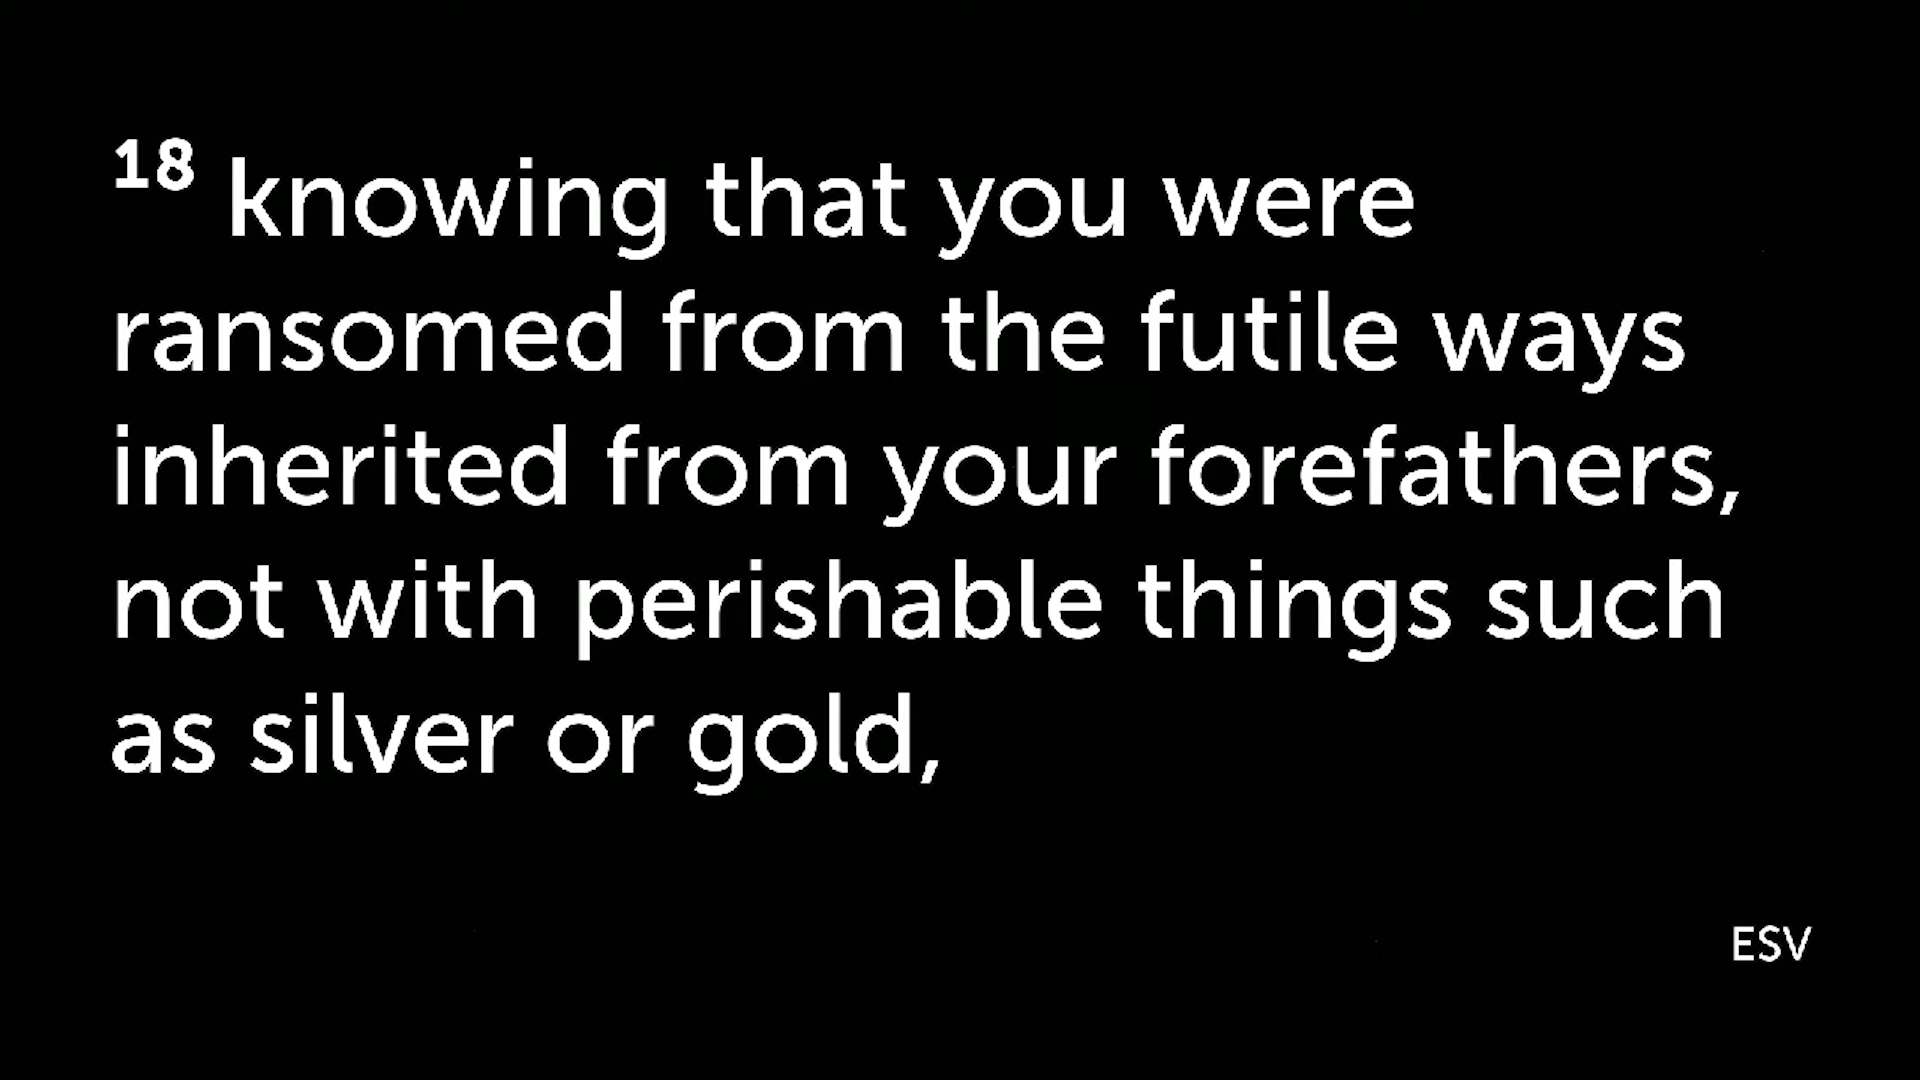 18 knowing that you were
ransomed from the futile ways
inherited from your forefathers,
not with perishable things such
as silver or gold,
ESV